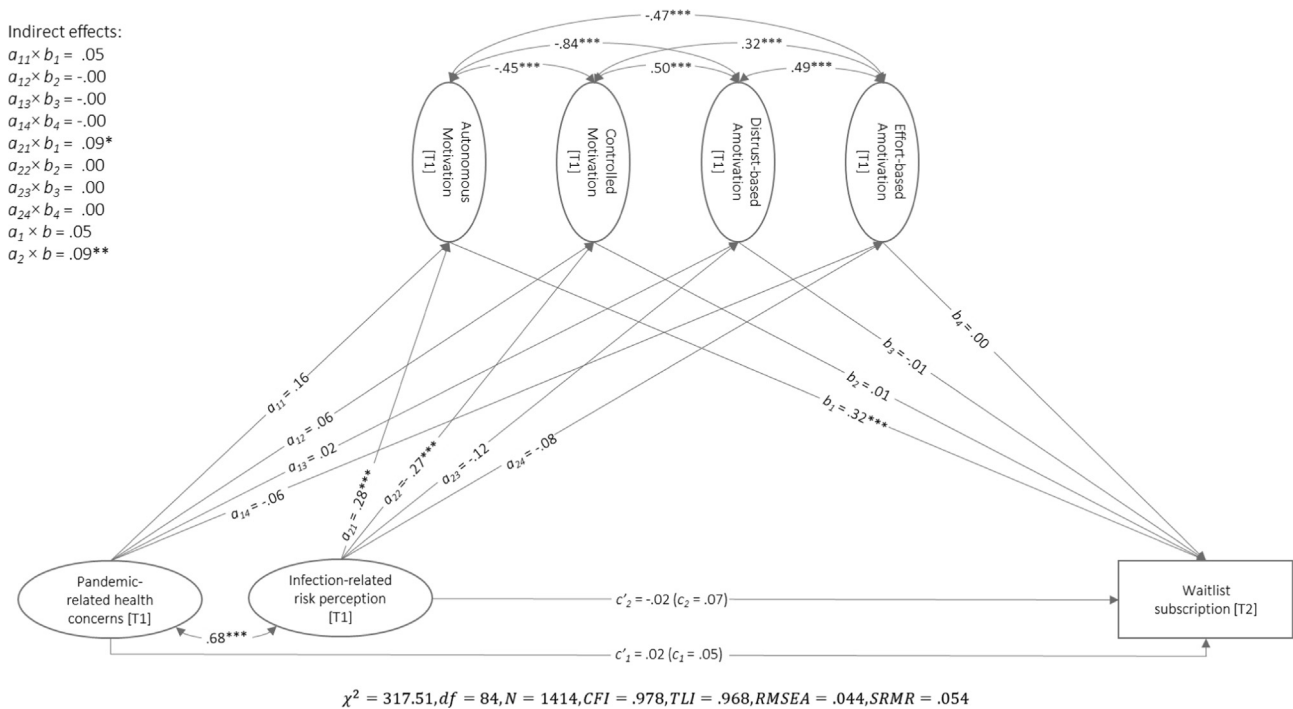 Indirect effects:
a11× b1 = .05
a12× b2 = -.00
a13× b3 = -.00
a14× b4 = -.00
a21× b1 = .09*
a22× b2 = .00
a23× b3 = .00
a24× b4 = .00
a1 × b = .05
a2 × b = .09**
-.47***
-.84***
.32***
-.45***
.50***
.49***
Autonomous
Motivation
[T1]
Controlled
Motivation
[T1]
Distrust-based
Amotivation
[T1]
Effort-based
Amotivation
[T1]
a11 = .16
a12 = .06
a13 = .02
a14 = -.06
a21 = .28***
a22 =- .27***
a23 = -.12
a24 = -.08
b4 = .00
b3 = -.01
b2 = .01
b1 = .32***
Pandemic-
related health
concerns [T1]
Infection-related
risk perception
[T1]
Waitlist
subscription [T2]
.68***
c'2 = -.02 (c2 = .07)
c'1 = .02 (c1 = .05)
χ² = 317.51, df = 84, N = 1414, CFI = .978, TLI = .968, RMSEA = .044, SRMR = .054